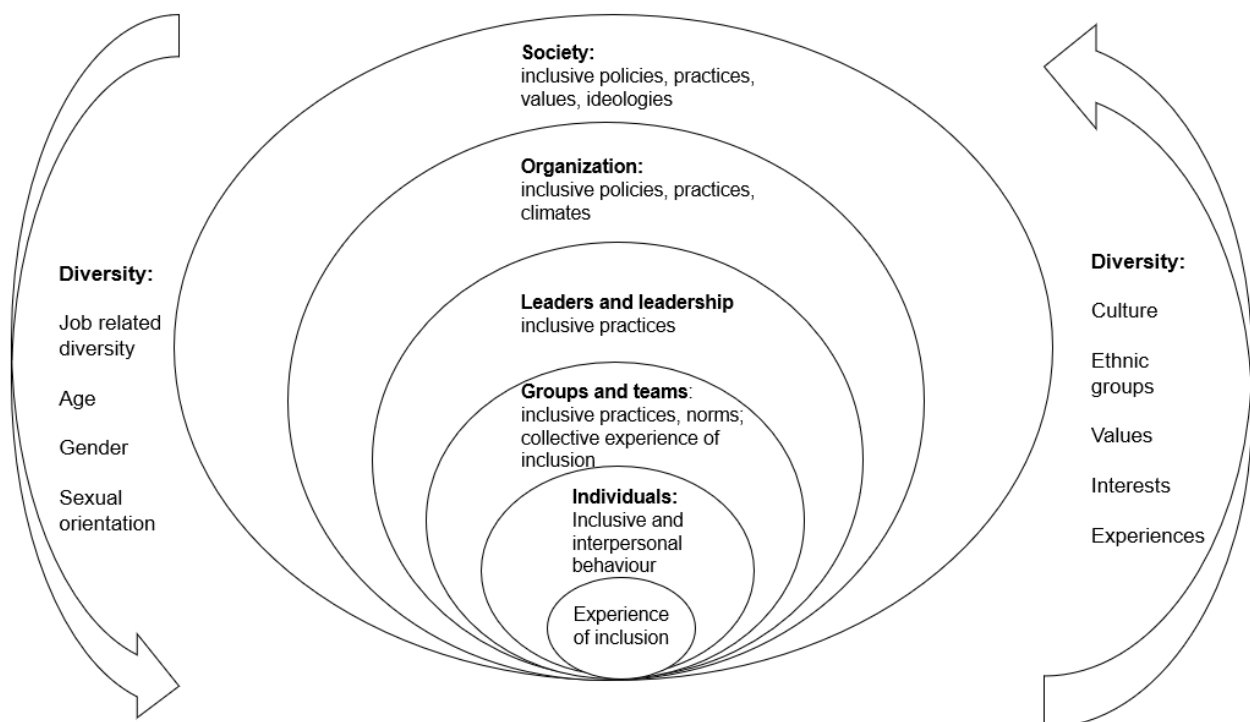 Society:
inclusive policies, practices,
values, ideologies
Organization:
inclusive policies, practices,
climates
Leaders and leadership
inclusive practices
Groups and teams:
inclusive practices, norms;
collective experience of
inclusion
Individuals:
Inclusive and
interpersonal
behaviour
Experience
of inclusion
Diversity:
Job related
diversity
Age
Gender
Sexual
orientation
Diversity:
Culture
Ethnic
groups
Values
Interests
Experiences